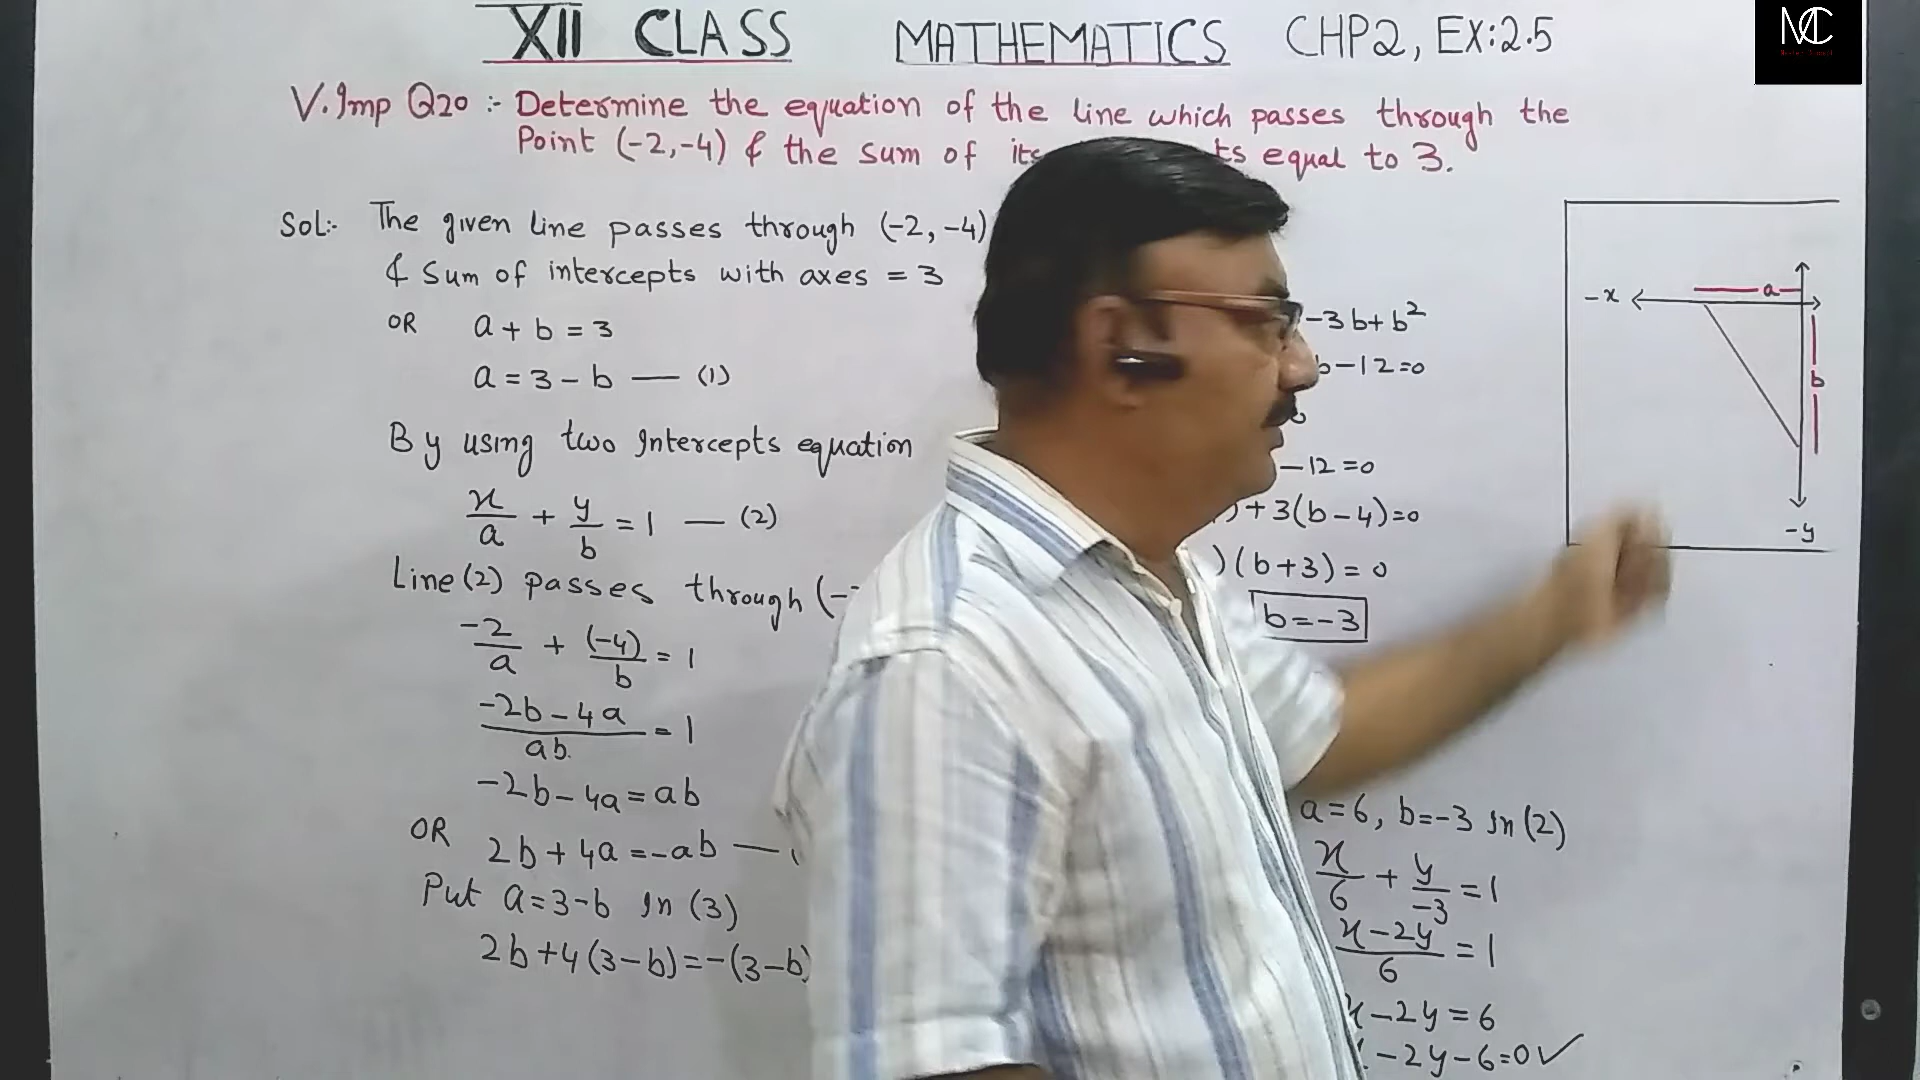 XII CLASS MATHEMATICS CHP2, EX:2.5
MC
V.Imp Q20 :- Determine the equation of the line which passes through the
Point (-2,-4) & the sum of its equal to 3.
Sol:- The given line passes through (-2,-4)
& Sum of intercepts with axes = 3
OR a + b = 3
a = 3 - b — (1)
By using two Intercepts equation
x/a + y/b = 1 — (2)
Line (2) passes through (-
-2/a + (-4)/b = 1
-2b-4a/ab = 1
-2b-4a=ab
OR 2b+4a=-ab —
Put a=3-b in (3)
2b+4(3-b)=-(3-b)
-3b+b²
b-12=0
-12=0
)+3(b-4)=0
)(b+3)=0
b=-3
a=6, b=-3 in (2)
x/6 + y/-3 = 1
x-2y/6 = 1
x-2y=6
-2y-6=0✓
-x
a
b
-y